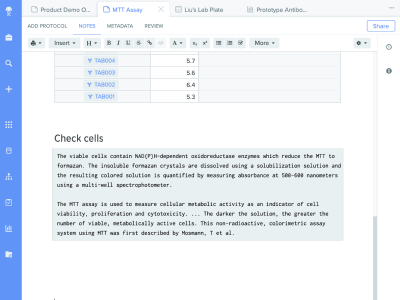 Product Demo O...
MTT Assay
Liu's Lab Plate
Prototype Antibo...
ADD PROTOCOL
NOTES
METADATA
REVIEW
Share
Insert
H
B I U S
A
x₂ x²
More
TAB004 5.7
TAB003 5.6
TAB002 6.4
TAB001 5.3
Check cells
The viable cells contain NAD(P)H-dependent oxidoreductase enzymes which reduce the MTT to
formazan. The insoluble formazan crystals are dissolved using a solubilization solution and
the resulting colored solution is quantified by measuring absorbance at 500-600 nanometers
using a multi-well spectrophotometer.
The MTT assay is used to measure cellular metabolic activity as an indicator of cell
viability, proliferation and cytotoxicity. ... The darker the solution, the greater the
number of viable, metabolically active cells. This non-radioactive, colorimetric assay
system using MTT was first described by Mosmann, T et al.